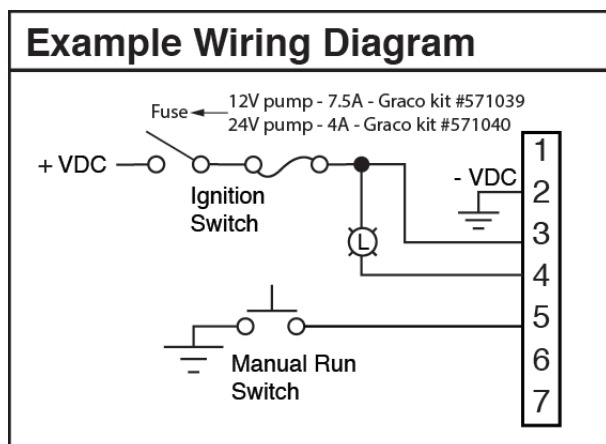 Example Wiring Diagram
12V pump - 7.5A - Graco kit #571039
Fuse
24V pump - 4A - Graco kit #571040
+ VDC
Ignition
Switch
- VDC
1
2
3
4
5
6
7
L
Manual Run
Switch